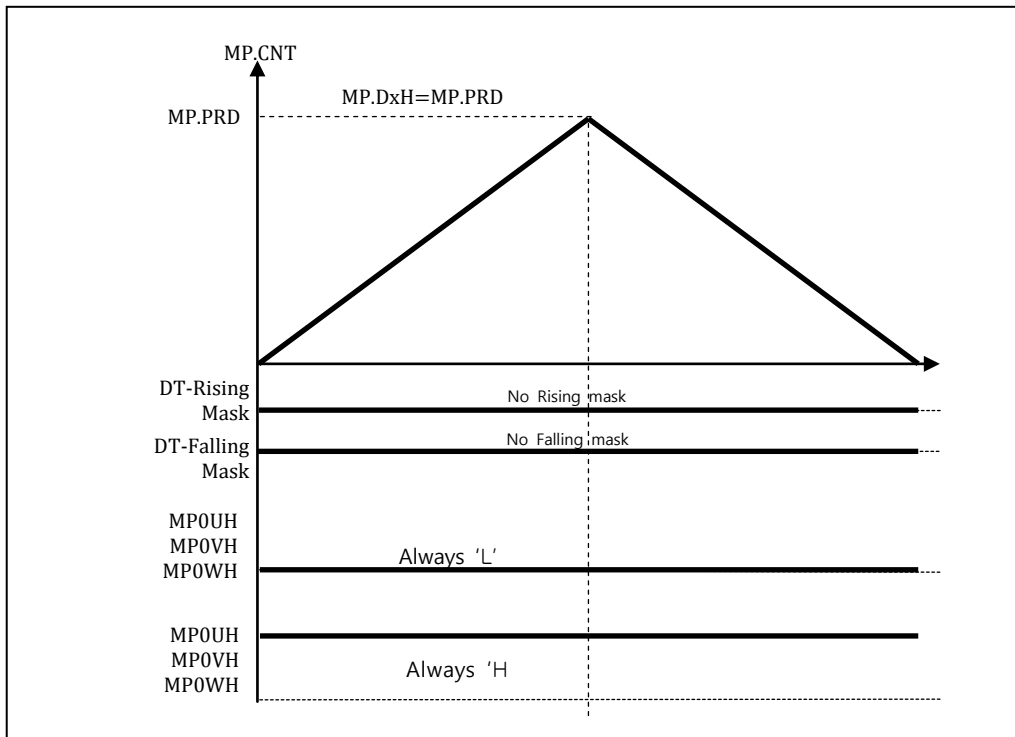 MP.CNT
MP.DxH=MP.PRD
MP.PRD
DT-Rising
Mask
No Rising mask
DT-Falling
Mask
No Falling mask
MP0UH
MP0VH
MP0WH
Always ‘L’
MP0UH
MP0VH
MP0WH
Always ‘H